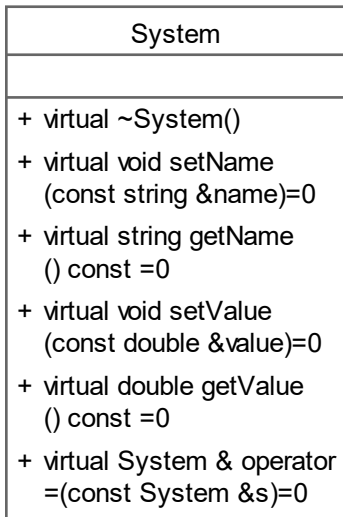 System
+ virtual ~System()
+ virtual void setName
(const string &name)=0
+ virtual string getName
() const =0
+ virtual void setValue
(const double &value)=0
+ virtual double getValue
() const =0
+ virtual System & operator
=(const System &s)=0